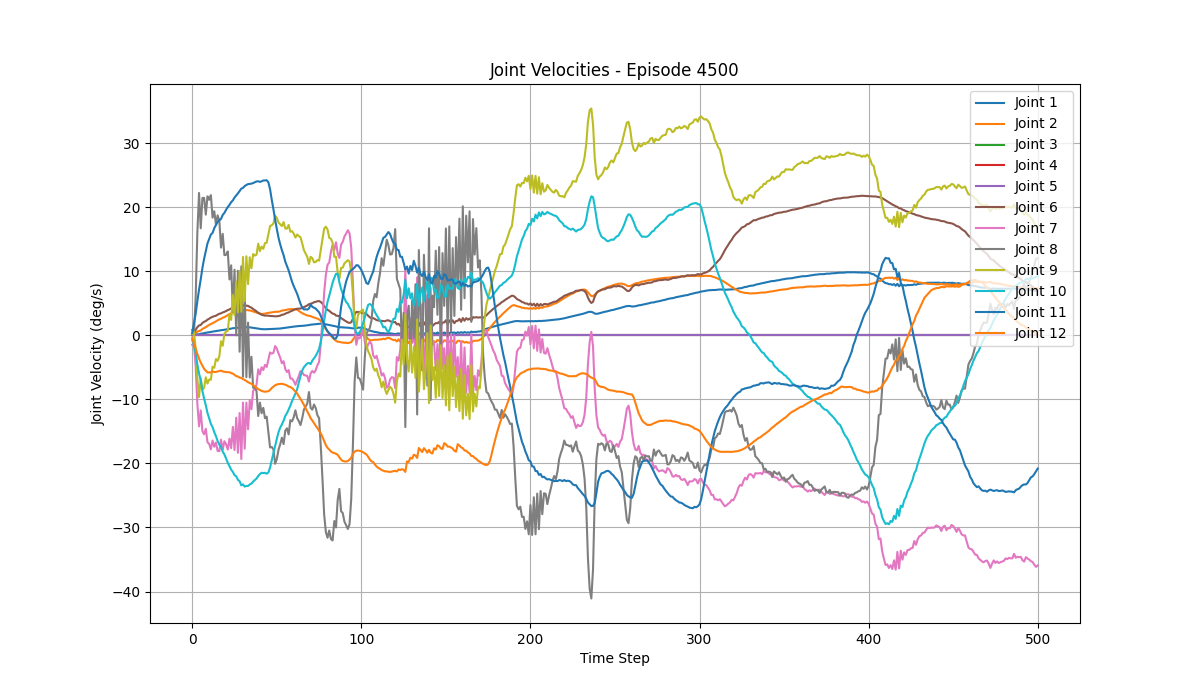 Joint Velocities - Episode 4500
Joint Velocity (deg/s)
30
20
10
0
−10
−20
−30
−40
0
100
200
300
400
500
Time Step
Joint 1
Joint 2
Joint 3
Joint 4
Joint 5
Joint 6
Joint 7
Joint 8
Joint 9
Joint 10
Joint 11
Joint 12